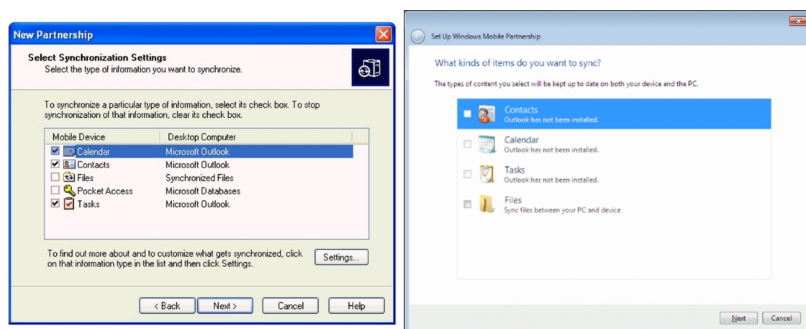 New Partnership
Select Synchronization Settings
Select the type of information you want to synchronize.
To synchronize a particular type of information, select its check box. To stop
synchronization of that information, clear its check box.
Mobile Device Desktop Computer
Calendar Microsoft Outlook
Contacts Microsoft Outlook
Files Synchronized Files
Pocket Access Microsoft Databases
Tasks Microsoft Outlook
To find out more about and to customize what gets synchronized, click
on that information type in the list and then click Settings.
Settings...
< Back Next > Cancel Help
Set Up Windows Mobile Partnership
What kinds of items do you want to sync?
The types of content you select will be kept up to date on both your device and the PC.
Contacts
Outlook has not been installed.
Calendar
Outlook has not been installed.
Tasks
Outlook has not been installed.
Files
Sync files between your PC and device
Next Cancel